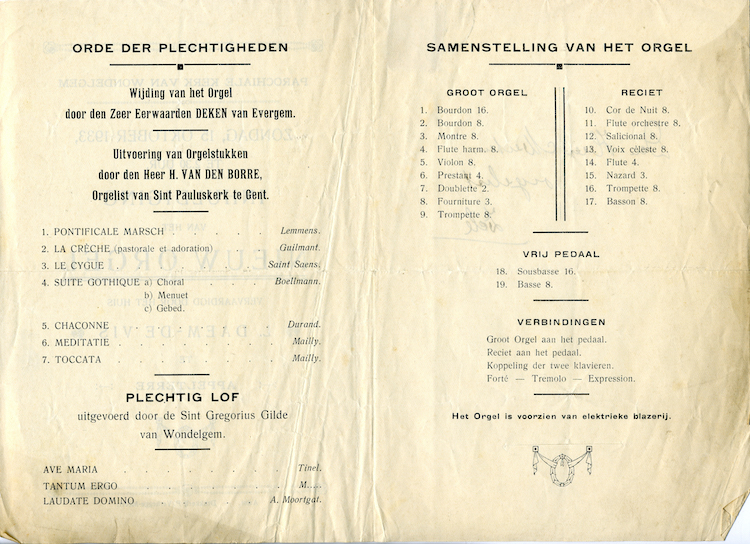 ORDE DER PLECHTIGHEDEN
Wijding van het Orgel
door den Zeer Eerwaarden DEKEN van Evergem.
Uitvoering van Orgelstukken
door den Heer H. VAN DEN BORRE,
Orgelist van Sint Pauluskerk te Gent.
1. PONTIFICALE MARSCH . . . . Lemmens.
2. LA CRÈCHE (pastorale et adoration) Guilmant.
3. LE CYGUE . . . . . Saint Saens.
4. SUITE GOTHIQUE a) Choral . . . Boellmann.
b) Menuet
c) Gebed.
5. CHACONNE . . . . . Durand.
6. MEDITATIE . . . . . . Mailly.
7. TOCCATA . . . . . . Mailly.
PLECHTIG LOF
uitgevoerd door de Sint Gregorius Gilde
van Wondelgem.
AVE MARIA . . . . . Tinel.
TANTUM ERGO . . . . . M.....
LAUDATE DOMINO . . . . . A. Moortgat.
SAMENSTELLING VAN HET ORGEL
GROOT ORGEL
1. Bourdon 16.
2. Bourdon 8.
3. Montre 8.
4. Flute harm. 8.
5. Violon 8.
6. Prestant 4.
7. Doublette 2.
8. Fourniture 3.
9. Trompette 8.
RECIET
10. Cor de Nuit 8.
11. Flute orchestre 8.
12. Salicional 8.
13. Voix cèleste 8.
14. Flute 4.
15. Nazard 3.
16. Trompette 8.
17. Basson 8.
VRIJ PEDAAL
18. Sousbasse 16.
19. Basse 8.
VERBINDINGEN
Groot Orgel aan het pedaal.
Reciet aan het pedaal.
Koppeling der twee klavieren.
Forté — Tremolo — Expression.
Het Orgel is voorzien van elektrieke blazerij.